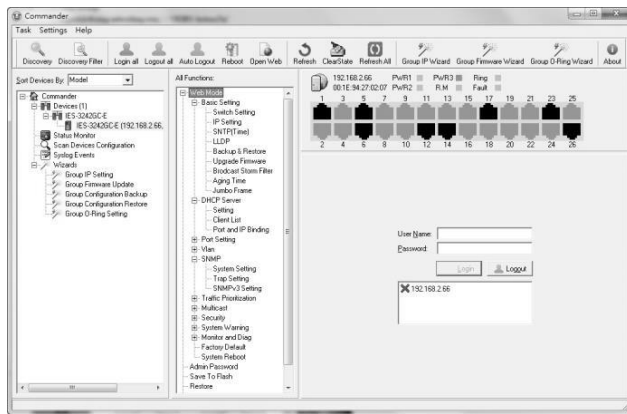 Commander
Task Settings Help
Discovery Discovery Filter Login all Logout all Auto Logout Reboot Open Web Refresh ClearState Refresh All Group IP Wizard Group Firmware Wizard Group O-Ring Wizard About
Sort Devices By: Model
Commander
Devices (1)
IES-3242GC-E
IES-3242GC-E (192.168.2.66,
Status Monitor
Scan Devices Configuration
Syslog Events
Wizards
Group IP Setting
Group Firmware Update
Group Configuration Backup
Group Configuration Restore
Group O-Ring Setting
All Functions:
Web Mode
Basic Setting
Switch Setting
IP Setting
SNTP(Time)
LLDP
Backup & Restore
Upgrade Firmware
Brodcast Storm Filter
Aging Time
Jumbo Frame
DHCP Server
Setting
Client List
Port and IP Binding
Port Setting
Vlan
SNMP
System Setting
Trap Setting
SNMPv3 Setting
Traffic Prioritization
Multicast
Security
System Warning
Monitor and Diag
Factory Default
System Reboot
Admin Password
Save To Flash
Restore
192.168.2.66 PWR1 PWR3 Ring
00:1E:94:27:02:07 PWR2 R.M Fault
1 3 5 7 9 11 13 15 17 19 21 23 25
2 4 6 8 10 12 14 16 18 20 22 24 26
User Name:
Password:
Login Logout
192.168.2.66